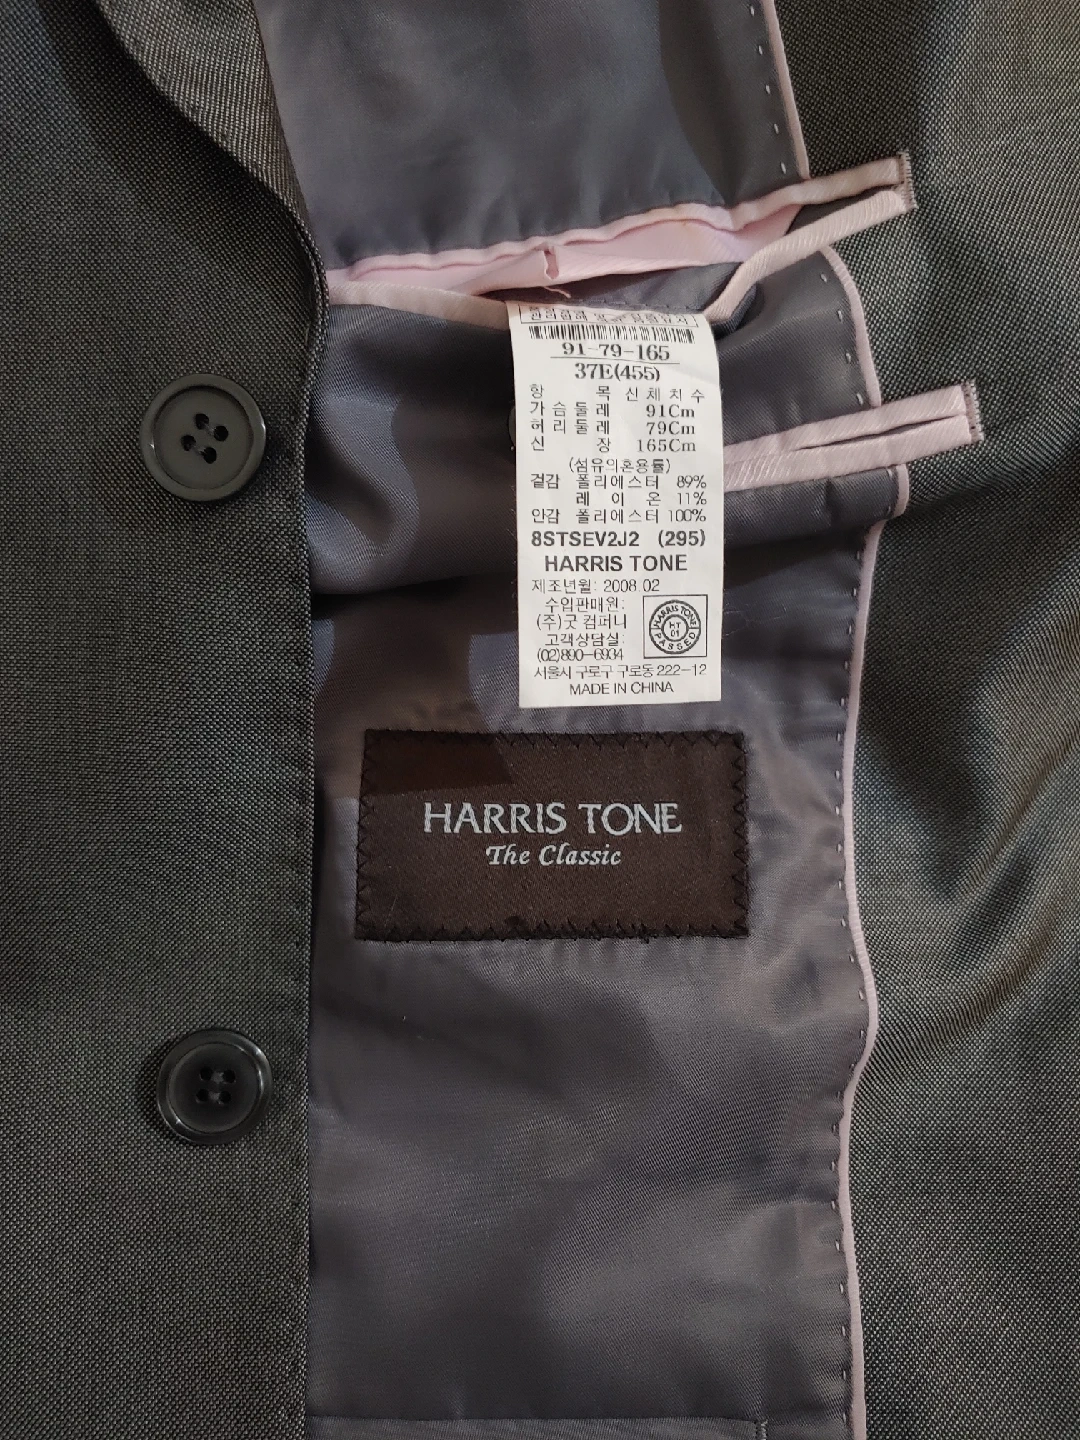 91-79-165
37E(455)
항 목 신체치수
가슴둘레 91Cm
허리둘레 79Cm
신 장 165Cm
(섬유의혼용률)
겉감 폴리에스터 89%
레 이 온 11%
안감 폴리에스터 100%
8STSEV2J2 (295)
HARRIS TONE
제조년월: 2008.02
수입판매원:
(주)굿 컴퍼니
고객상담실:
(02)890-6934
HARRIS TONE
HT
01
PASSED
서울시 구로구 구로동 222-12
MADE IN CHINA
HARRIS TONE
The Classic